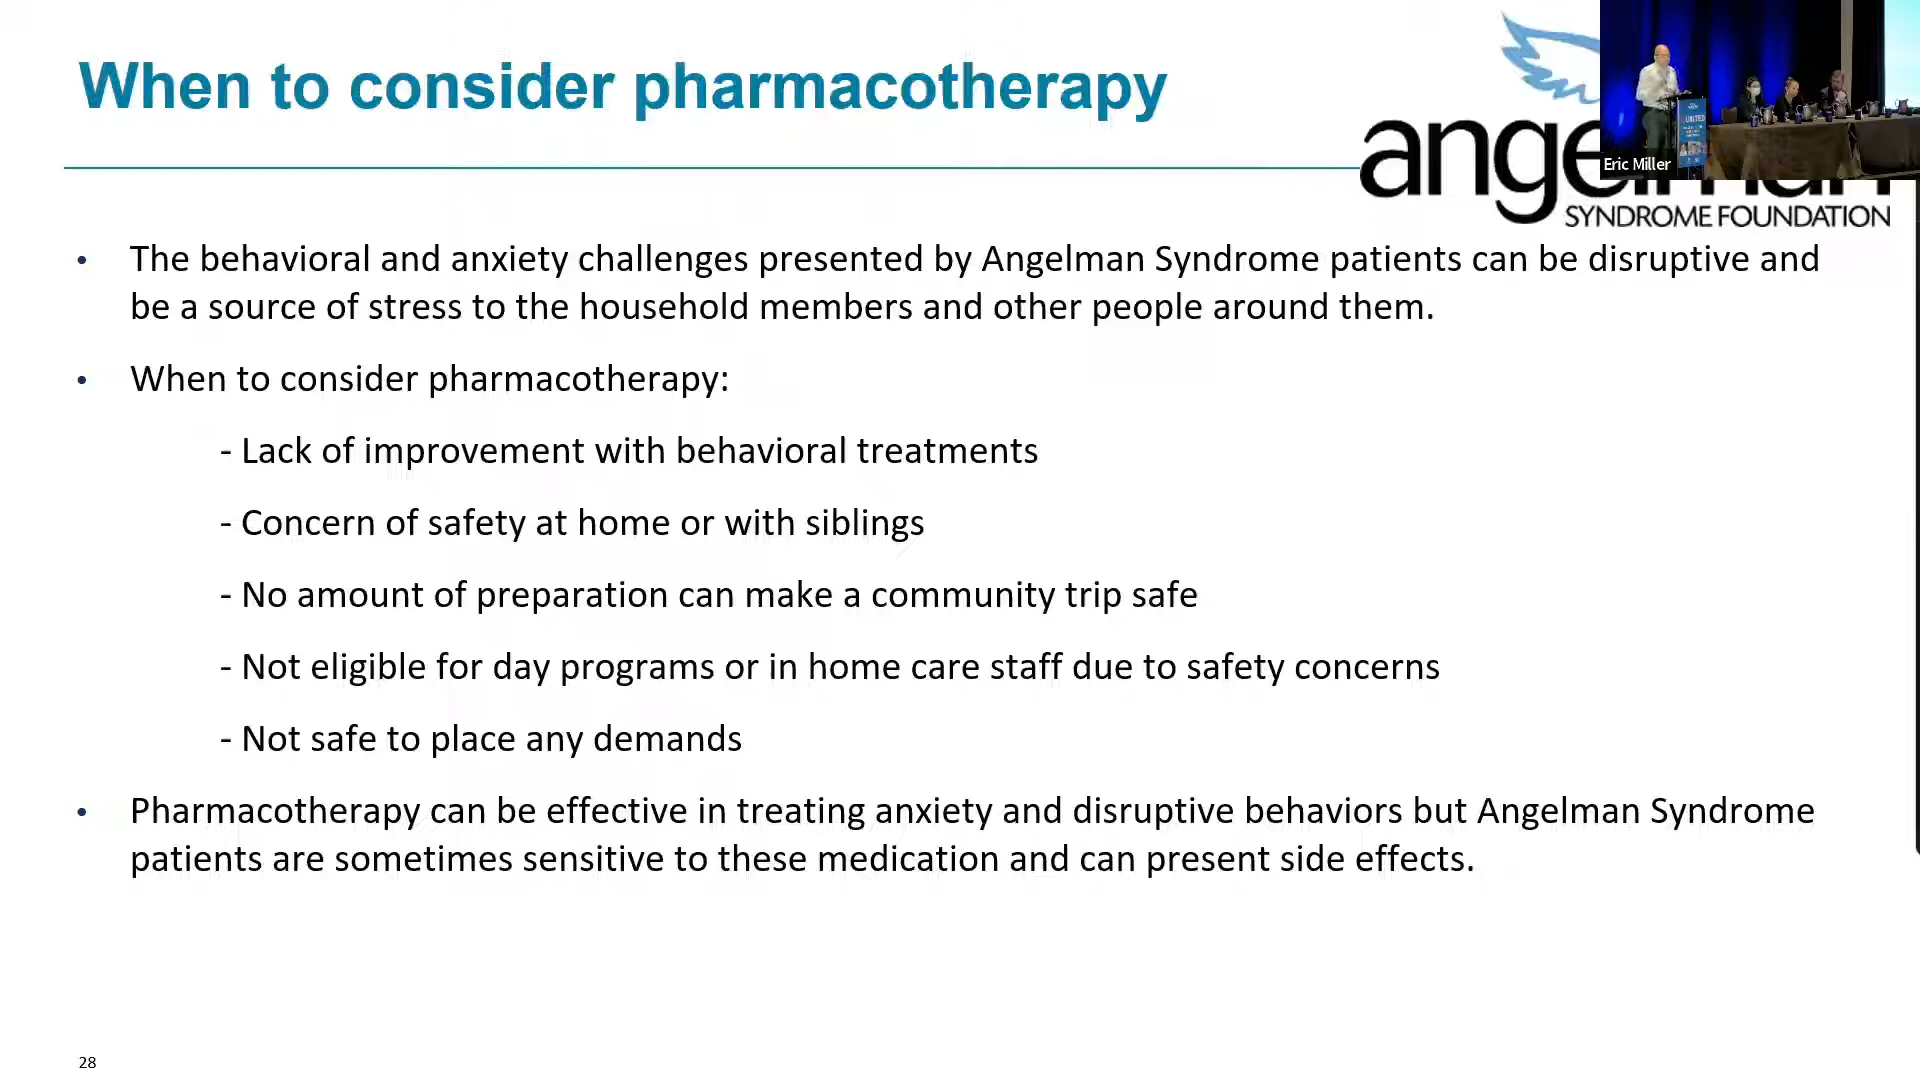 When to consider pharmacotherapy
Eric Miller
SYNDROME FOUNDATION
• The behavioral and anxiety challenges presented by Angelman Syndrome patients can be disruptive and
be a source of stress to the household members and other people around them.
• When to consider pharmacotherapy:
- Lack of improvement with behavioral treatments
- Concern of safety at home or with siblings
- No amount of preparation can make a community trip safe
- Not eligible for day programs or in home care staff due to safety concerns
- Not safe to place any demands
• Pharmacotherapy can be effective in treating anxiety and disruptive behaviors but Angelman Syndrome
patients are sometimes sensitive to these medication and can present side effects.
28